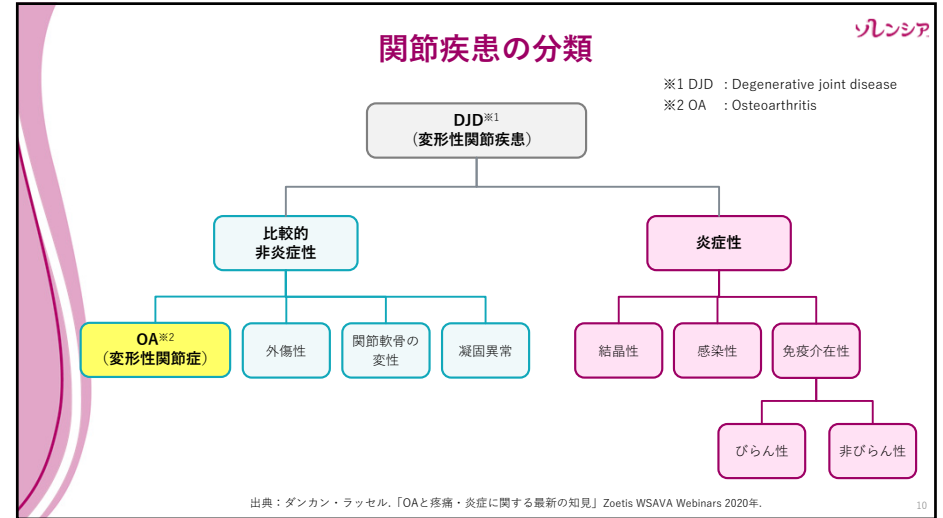 関節疾患の分類
ソレンシア®
※1 DJD : Degenerative joint disease
※2 OA : Osteoarthritis
DJD※1
（変形性関節疾患）
比較的
非炎症性
炎症性
OA※2
（変形性関節症）
外傷性
関節軟骨の
変性
凝固異常
結晶性
感染性
免疫介在性
びらん性
非びらん性
出典：ダンカン・ラッセル.「OAと疼痛・炎症に関する最新の知見」Zoetis WSAVA Webinars 2020年.
10